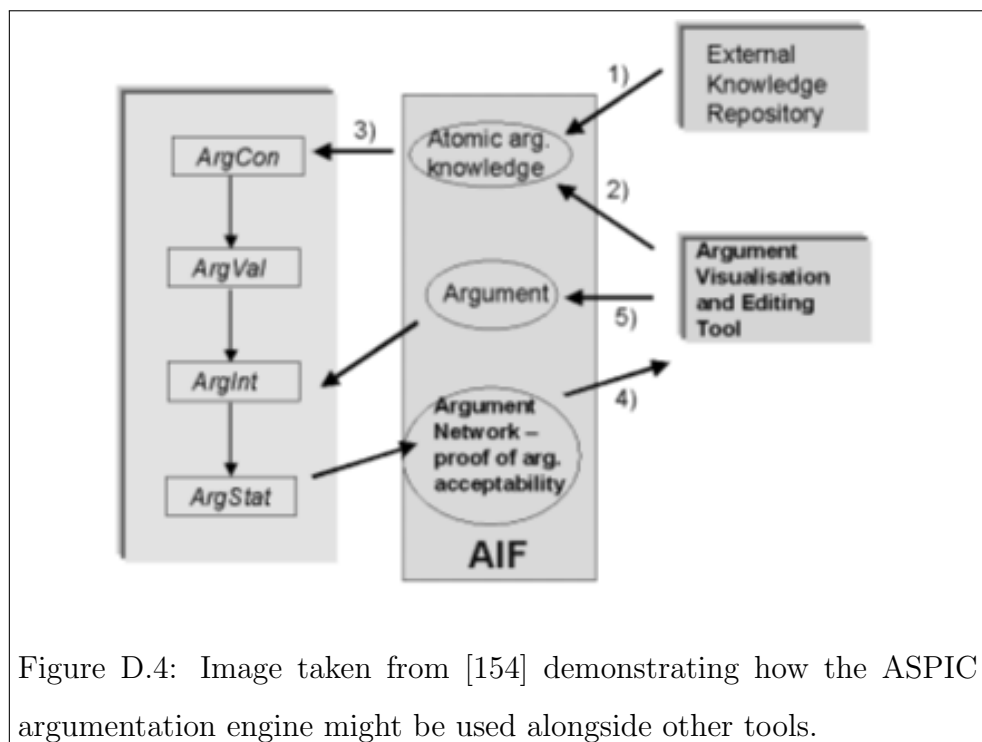 External
Knowledge
Repository
1)
3)
Atomic arg.
knowledge
ArgCon
2)
ArgVal
Argument
Visualisation
and Editing
Tool
Argument
5)
ArgInt
4)
Argument
Network –
proof of arg.
acceptability
ArgStat
AIF
Figure D.4: Image taken from [154] demonstrating how the ASPIC
argumentation engine might be used alongside other tools.